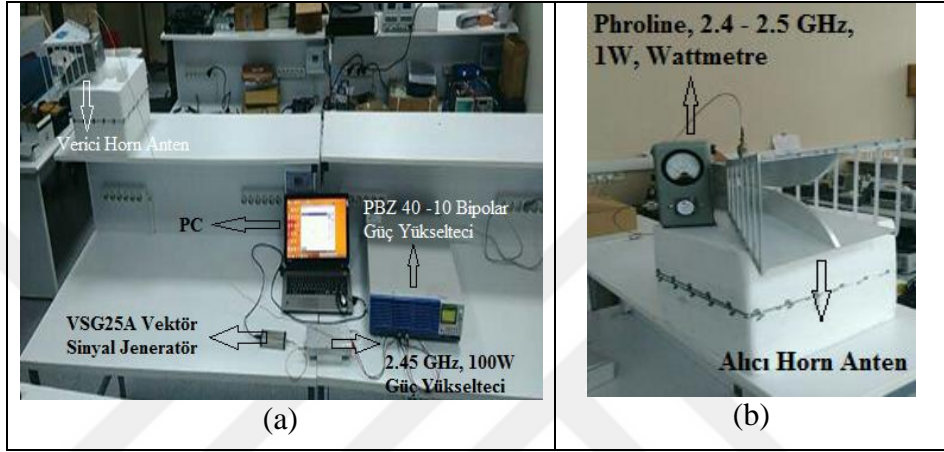 Verici Horn Anten
PC
PBZ 40 -10 Bipolar
Güç Yükselteci
VSG25A Vektör
Sinyal Jeneratör
2.45 GHz, 100W
Güç Yükselteci
(a)
Phroline, 2.4 - 2.5 GHz,
1W, Wattmetre
Alıcı Horn Anten
(b)